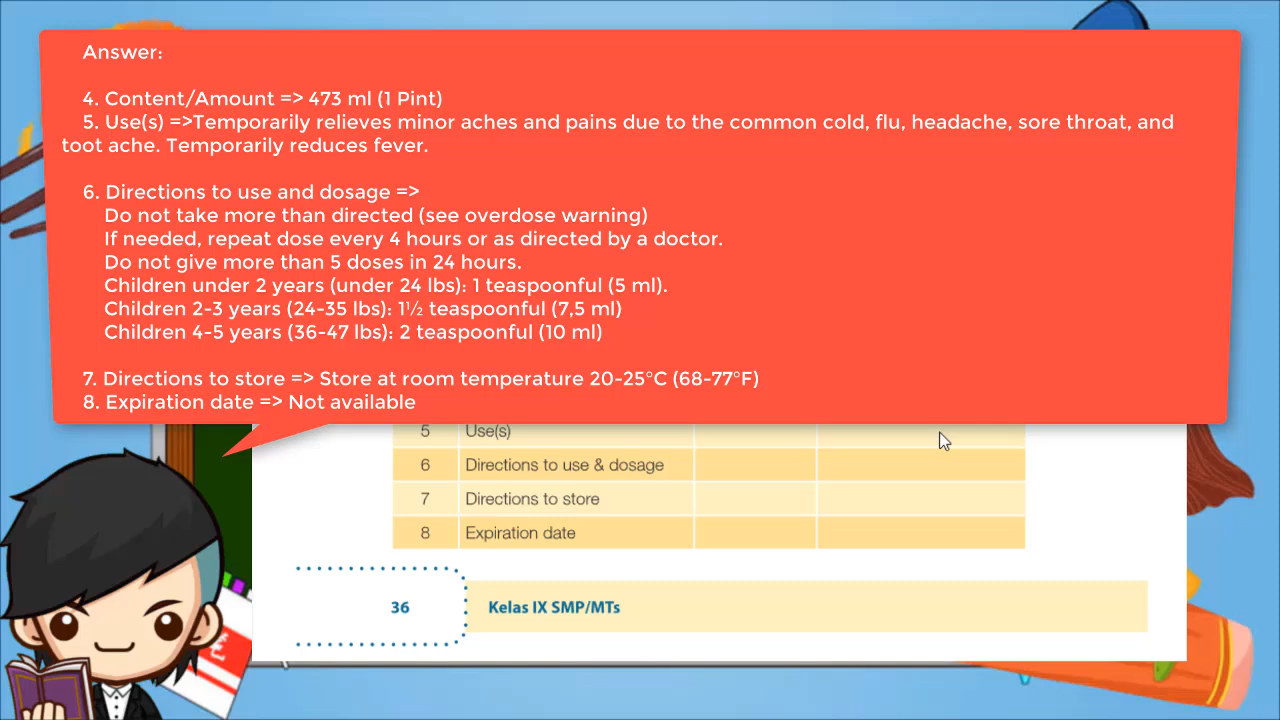 Answer:
4. Content/Amount => 473 ml (1 Pint)
5. Use(s) =>Temporarily relieves minor aches and pains due to the common cold, flu, headache, sore throat, and
toot ache. Temporarily reduces fever.
6. Directions to use and dosage =>
Do not take more than directed (see overdose warning)
If needed, repeat dose every 4 hours or as directed by a doctor.
Do not give more than 5 doses in 24 hours.
Children under 2 years (under 24 lbs): 1 teaspoonful (5 ml).
Children 2-3 years (24-35 lbs): 1½ teaspoonful (7,5 ml)
Children 4-5 years (36-47 lbs): 2 teaspoonful (10 ml)
7. Directions to store => Store at room temperature 20-25°C (68-77°F)
8. Expiration date => Not available
5 Use(s)
6 Directions to use & dosage
7 Directions to store
8 Expiration date
36 Kelas IX SMP/MTs